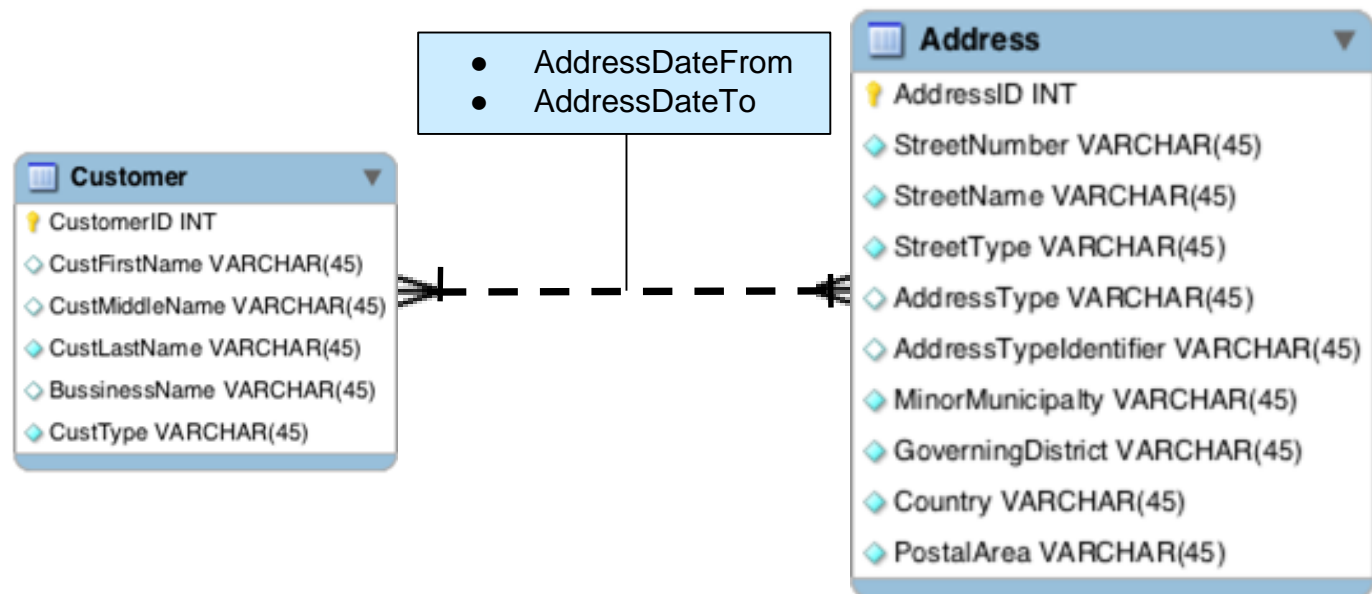 ● AddressDateFrom
● AddressDateTo
Customer
CustomerID INT
CustFirstName VARCHAR(45)
CustMiddleName VARCHAR(45)
CustLastName VARCHAR(45)
BussinessName VARCHAR(45)
CustType VARCHAR(45)
Address
AddressID INT
StreetNumber VARCHAR(45)
StreetName VARCHAR(45)
StreetType VARCHAR(45)
AddressType VARCHAR(45)
AddressTypeIdentifier VARCHAR(45)
MinorMunicipalty VARCHAR(45)
GoverningDistrict VARCHAR(45)
Country VARCHAR(45)
PostalArea VARCHAR(45)